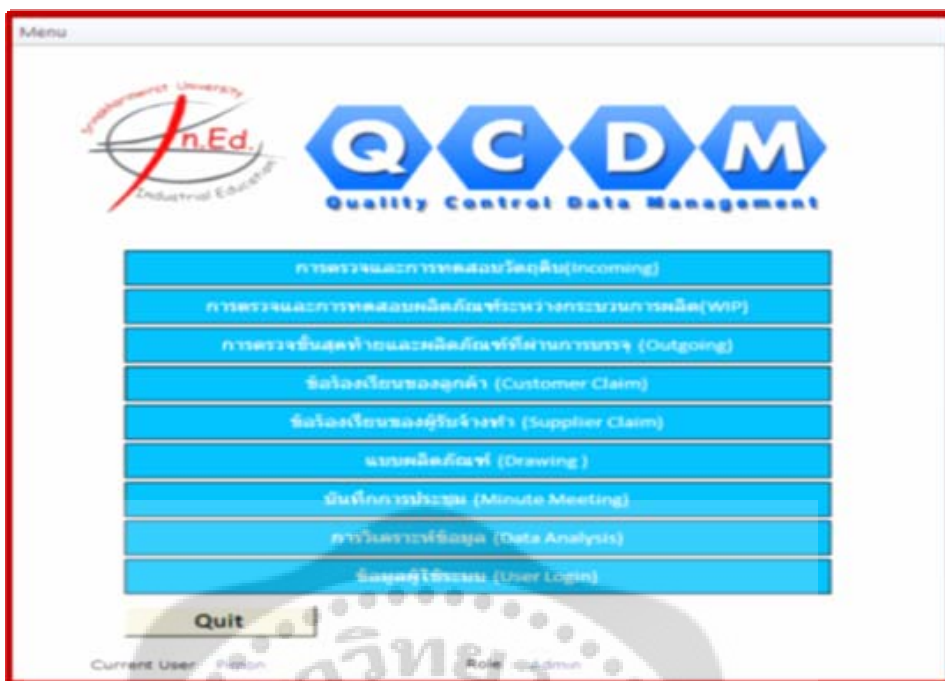 Menu
Srinakharinwirot University
In.Ed.
Industrial Education
QCDM
Quality Control Data Management
การตรวจและการทดสอบวัตถุดิบ(Incoming)
การตรวจและการทดสอบผลิตภัณฑ์ระหว่างกระบวนการผลิต(WIP)
การตรวจขั้นสุดท้ายและผลิตภัณฑ์ที่ผ่านการบรรจุ (Outgoing)
ข้อร้องเรียนของลูกค้า (Customer Claim)
ข้อร้องเรียนของผู้รับจ้างทำ (Supplier Claim)
แบบผลิตภัณฑ์ (Drawing )
บันทึกการประชุม (Minute Meeting)
การวิเคราะห์ข้อมูล (Data Analysis)
ข้อมูลผู้ใช้ระบบ (User Login)
Quit
Current User Role Admin